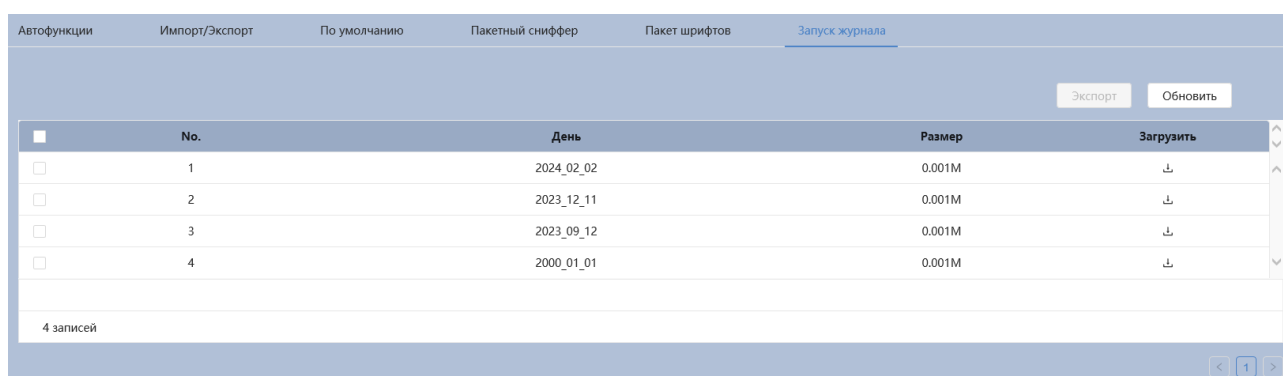 Автофункции Импорт/Экспорт По умолчанию Пакетный сниффер Пакет шрифтов Запуск журнала
Экспорт Обновить
No. День Размер Загрузить
1 2024_02_02 0.001M
2 2023_12_11 0.001M
3 2023_09_12 0.001M
4 2000_01_01 0.001M
4 записей
< 1 >